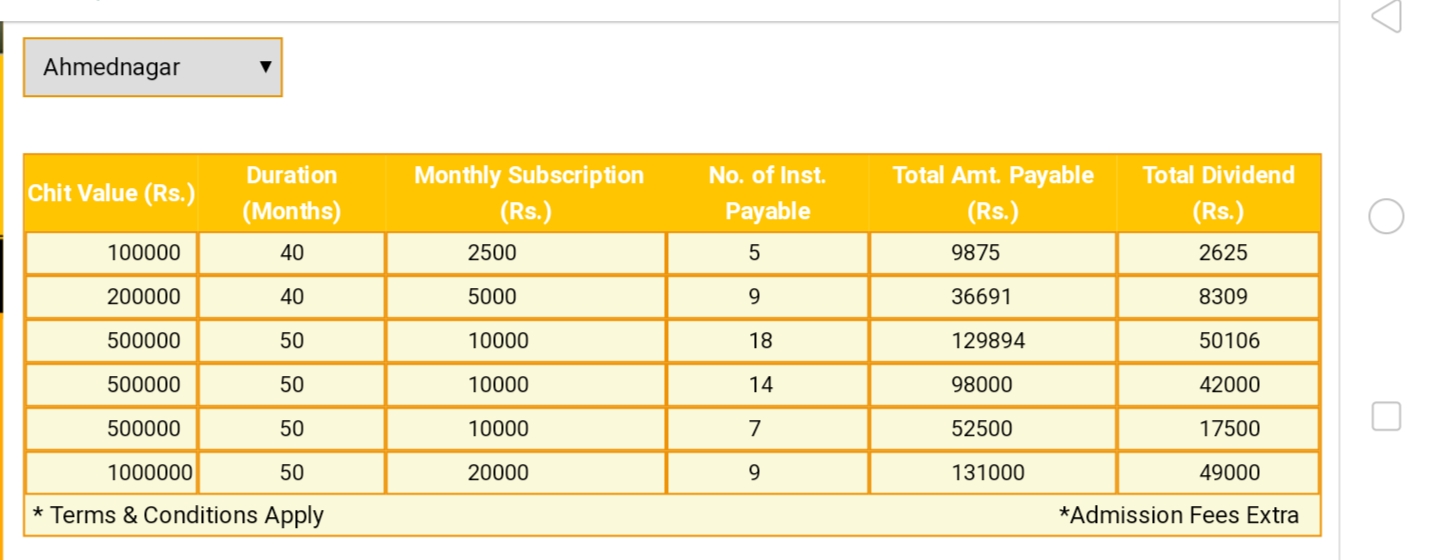 Ahmednagar ▼
Chit Value (Rs.) Duration (Months) Monthly Subscription (Rs.) No. of Inst. Payable Total Amt. Payable (Rs.) Total Dividend (Rs.)
100000 40 2500 5 9875 2625
200000 40 5000 9 36691 8309
500000 50 10000 18 129894 50106
500000 50 10000 14 98000 42000
500000 50 10000 7 52500 17500
1000000 50 20000 9 131000 49000
* Terms & Conditions Apply *Admission Fees Extra